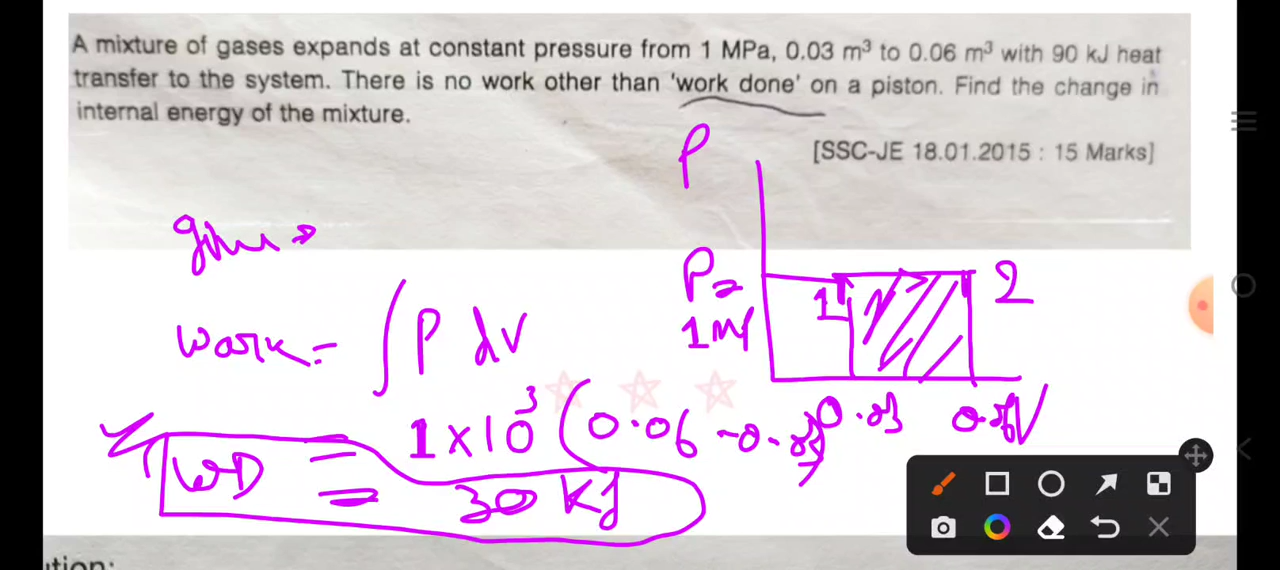 A mixture of gases expands at constant pressure from 1 MPa, 0.03 m³ to 0.06 m³ with 90 kJ heat
transfer to the system. There is no work other than 'work done' on a piston. Find the change in
internal energy of the mixture.
[SSC-JE 18.01.2015 : 15 Marks]
P
given →
P=
1 MP
1
2
work = ∫ P dv
0.03
V
= 1×10³ (0.06 - 0.03)
WD = 30 KJ